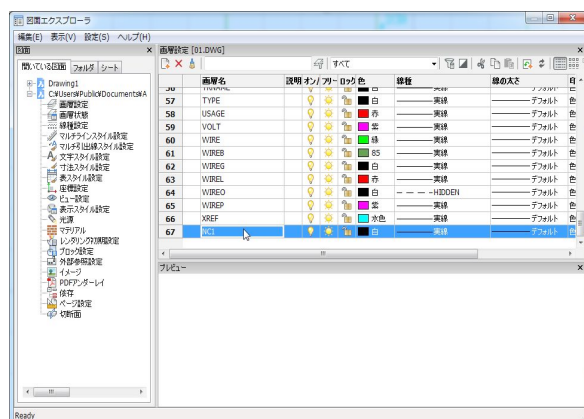 図面エクスプローラ
編集(E) 表示(V) 設定(S) ヘルプ(H)
図面
開いている図面 フォルダ シート
Drawing1
C:¥Users¥Public¥Documents¥A
画層設定
画層状態
線種設定
マルチラインスタイル設定
マルチ引出線スタイル設定
文字スタイル設定
寸法スタイル設定
表スタイル設定
座標設定
ビュー設定
表示スタイル設定
光源
マテリアル
レンダリング初期設定
ブロック設定
外部参照設定
イメージ
PDFアンダーレイ
依存
ページ設定
切断面
画層設定 [01.DWG]
すべて
画層名 説明 オン/ フリー ロック 色 線種 線の太さ
57 TYPE 白 実線 デフォルト 色
58 USAGE 赤 実線 デフォルト 色
59 VOLT 紫 実線 デフォルト 色
60 WIRE 緑 実線 デフォルト 色
61 WIREB 85 実線 デフォルト 色
62 WIREG 白 実線 デフォルト 色
63 WIREL 赤 実線 デフォルト 色
64 WIREO 白 HIDDEN デフォルト 色
65 WIREP 紫 実線 デフォルト 色
66 XREF 水色 実線 デフォルト 色
67 NC1 白 実線 デフォルト 色
プレビュー
Ready